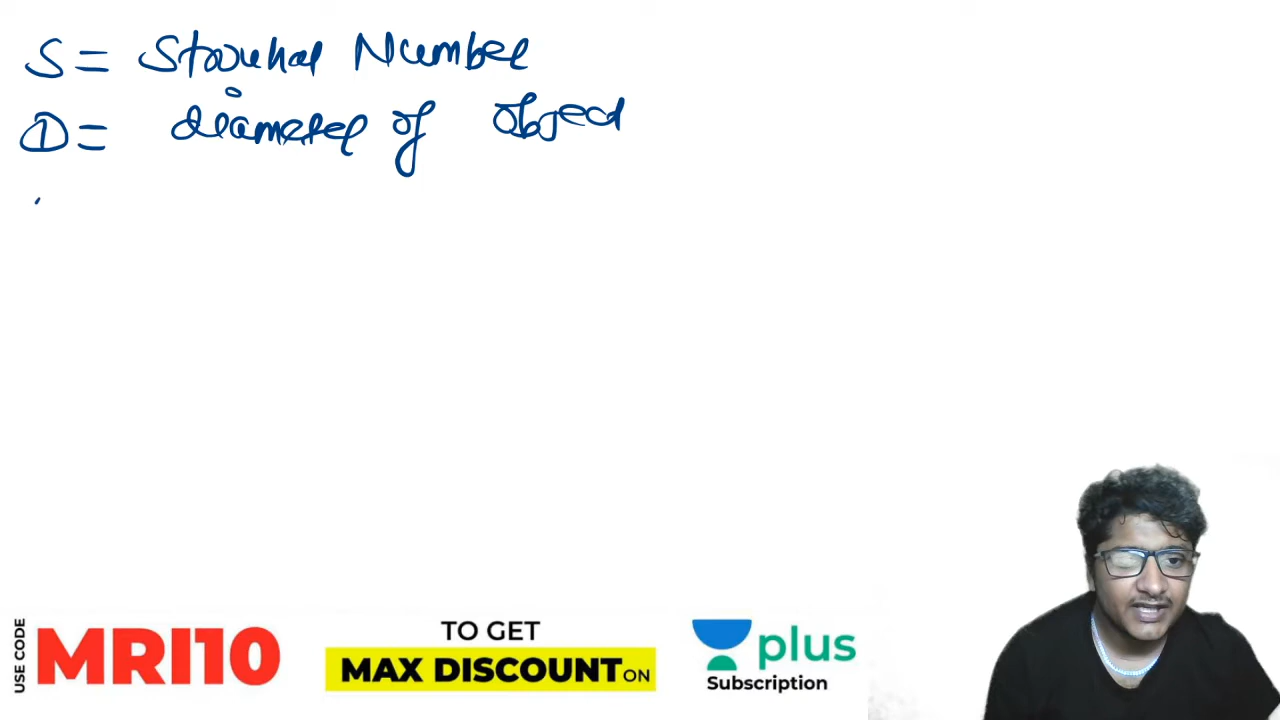 S = Strouhal Number
D = diameter of object
USE CODE
MRI10
TO GET
MAX DISCOUNT ON
plus
Subscription